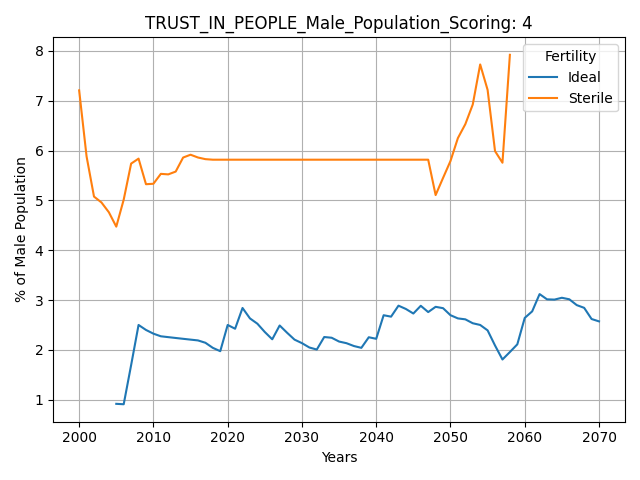 TRUST_IN_PEOPLE_Male_Population_Scoring: 4
Fertility
Ideal
Sterile
% of Male Population
8
7
6
5
4
3
2
1
2000 2010 2020 2030 2040 2050 2060 2070
Years